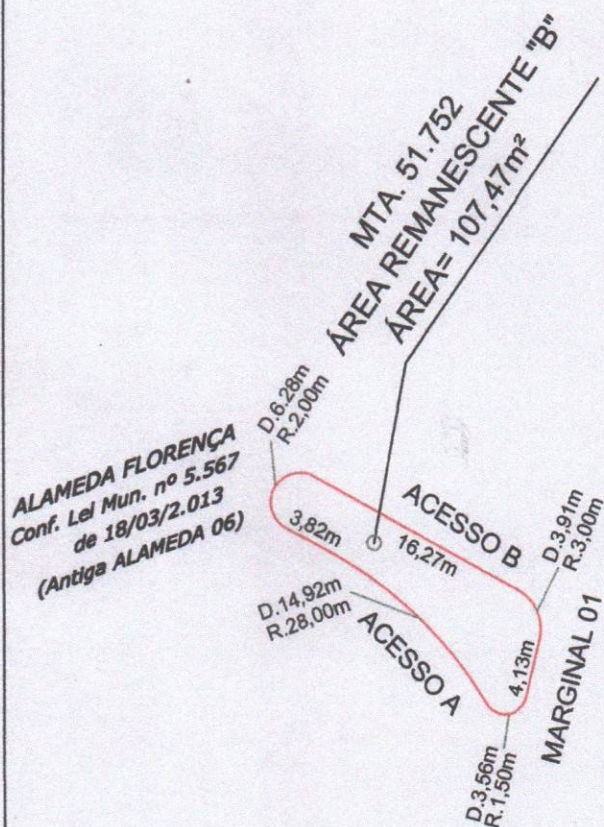 MTA. 51.752
ÁREA REMANESCENTE "B"
ÁREA= 107,47m²
D.6.28m
R.2,00m
ALAMEDA FLORENÇA
Conf. Lei Mun. nº 5.567
de 18/03/2.013
(Antiga ALAMEDA 06)
3,82m
ACESSO B
16,27m
D.3,91m
R.3,00m
D.14,92m
R.28,00m
ACESSO A
4,13m
MARGINAL 01
D.3,56m
R.1,50m